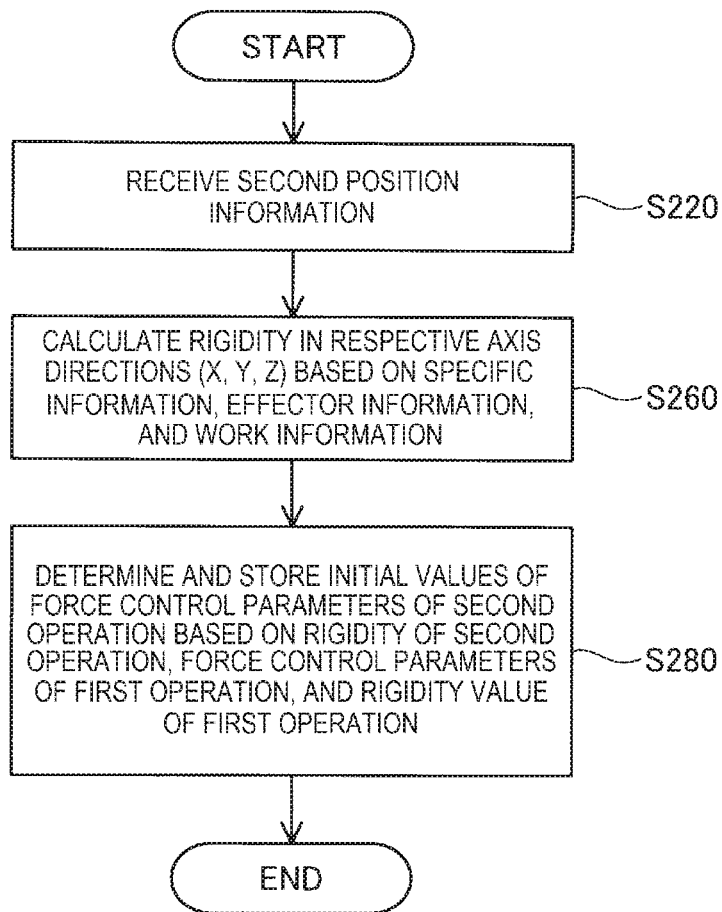 START
RECEIVE SECOND POSITION
INFORMATION
S220
CALCULATE RIGIDITY IN RESPECTIVE AXIS
DIRECTIONS (X, Y, Z) BASED ON SPECIFIC
INFORMATION, EFFECTOR INFORMATION,
AND WORK INFORMATION
S260
DETERMINE AND STORE INITIAL VALUES OF
FORCE CONTROL PARAMETERS OF SECOND
OPERATION BASED ON RIGIDITY OF SECOND
OPERATION, FORCE CONTROL PARAMETERS
OF FIRST OPERATION, AND RIGIDITY VALUE
OF FIRST OPERATION
S280
END